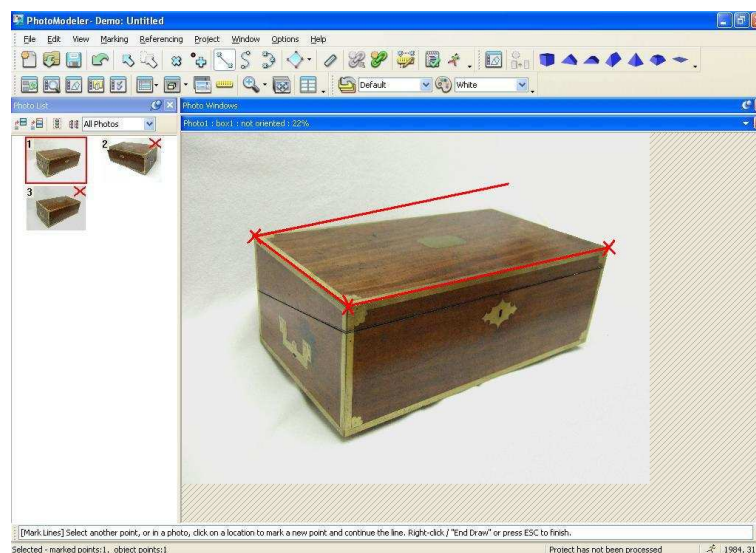 PhotoModeler- Demo: Untitled
File Edit View Marking Referencing Project Window Options Help
Default White
Photo List
Photo Windows
All Photos
Photo1 : box1 : not oriented : 22%
1 2
3
[Mark Lines] Select another point, or in a photo, click on a location to mark a new point and continue the line. Right-click / "End Draw" or press ESC to finish.
Selected - marked points:1, object points:1 Project has not been processed 1984, 31